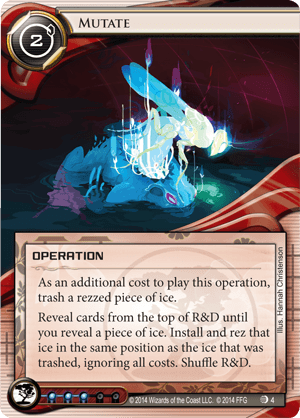 2
MUTATE
OPERATION
As an additional cost to play this operation,
trash a rezzed piece of ice.
Reveal cards from the top of R&D until
you reveal a piece of ice. Install and rez that
ice in the same position as the ice that was
trashed, ignoring all costs. Shuffle R&D.
Illus. Hannah Christenson
© 2014 Wizards of the Coast LLC. © 2014 FFG
4